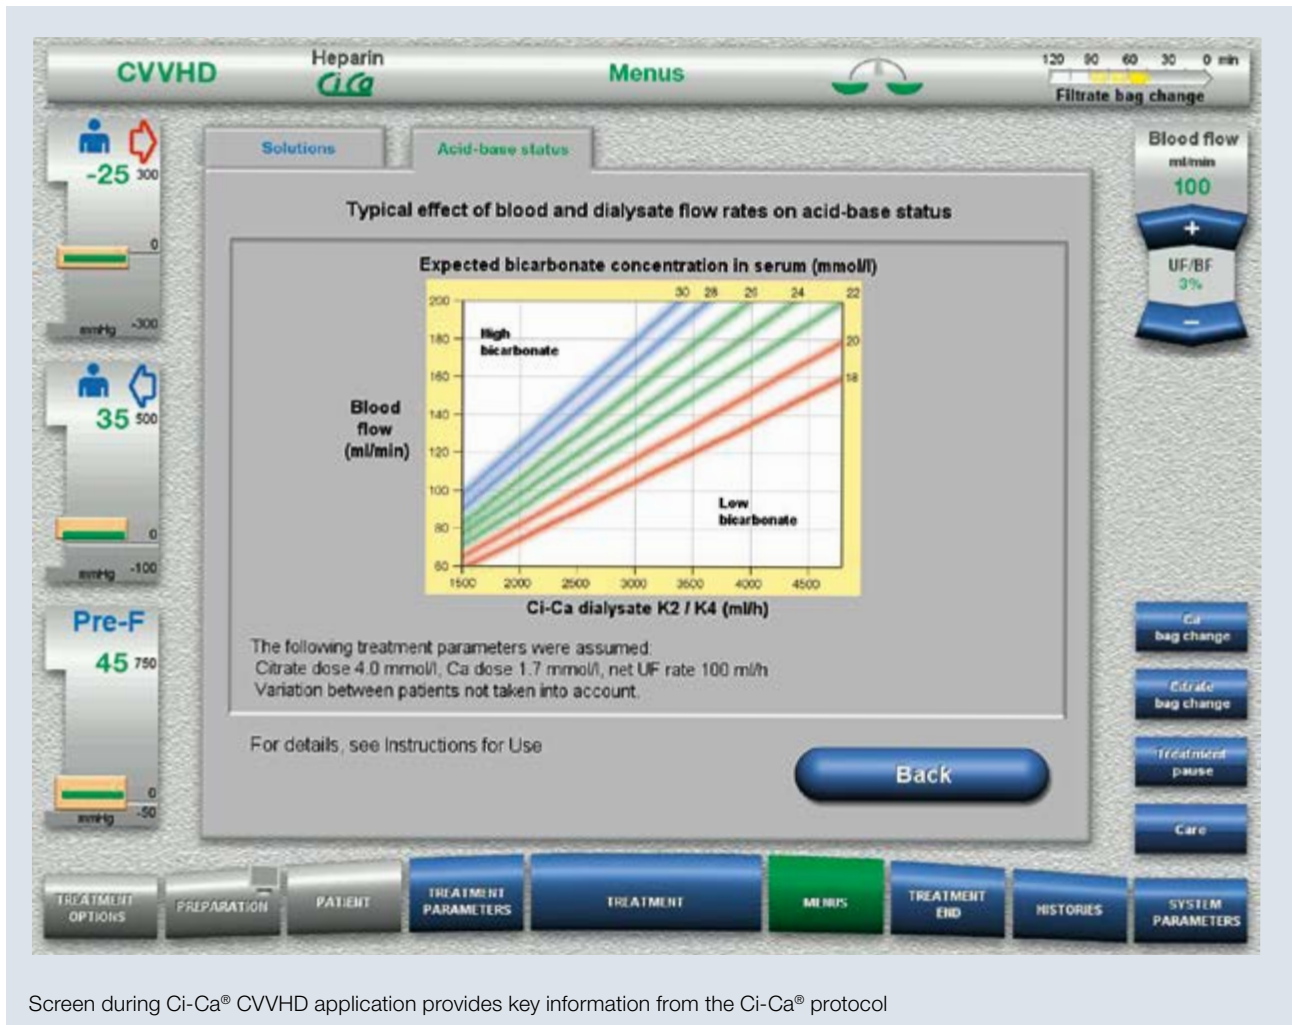 CVVHD
Heparin
CiCa
Menus
120 90 60 30 0 min
Filtrate bag change
-25 300
0
mmHg -300
35 500
0
mmHg -100
Pre-F
45 750
0
mmHg -50
Solutions
Acid-base status
Typical effect of blood and dialysate flow rates on acid-base status
Expected bicarbonate concentration in serum (mmol/l)
30 28 26 24 22
20
18
200
180
160
140
120
100
80
60
High
bicarbonate
Low
bicarbonate
Blood
flow
(ml/min)
1500 2000 2500 3000 3500 4000 4500
Ci-Ca dialysate K2 / K4 (ml/h)
The following treatment parameters were assumed:
Citrate dose 4.0 mmol/l, Ca dose 1.7 mmol/l, net UF rate 100 ml/h
Variation between patients not taken into account.
For details, see Instructions for Use
Back
Blood flow
ml/min
100
+
UF/BF
3%
−
Ca
bag change
Citrate
bag change
Treatment
pause
Care
TREATMENT
OPTIONS
PREPARATION
PATIENT
TREATMENT
PARAMETERS
TREATMENT
MENUS
TREATMENT
END
HISTORIES
SYSTEM
PARAMETERS
Screen during Ci-Ca® CVVHD application provides key information from the Ci-Ca® protocol